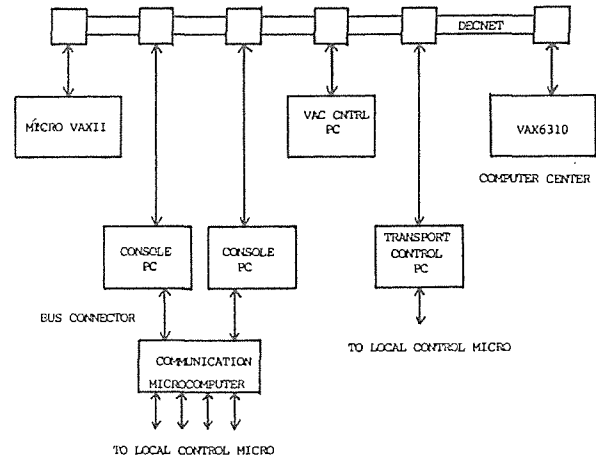 DECNET
MICRO VAXII
VAC CNTRL
PC
VAX6310
COMPUTER CENTER
CONSOLE
PC
CONSOLE
PC
TRANSPORT
CONTROL
PC
BUS CONNECTOR
TO LOCAL CONTROL MICRO
COMMUNICATION
MICROCOMPUTER
TO LOCAL CONTROL MICRO